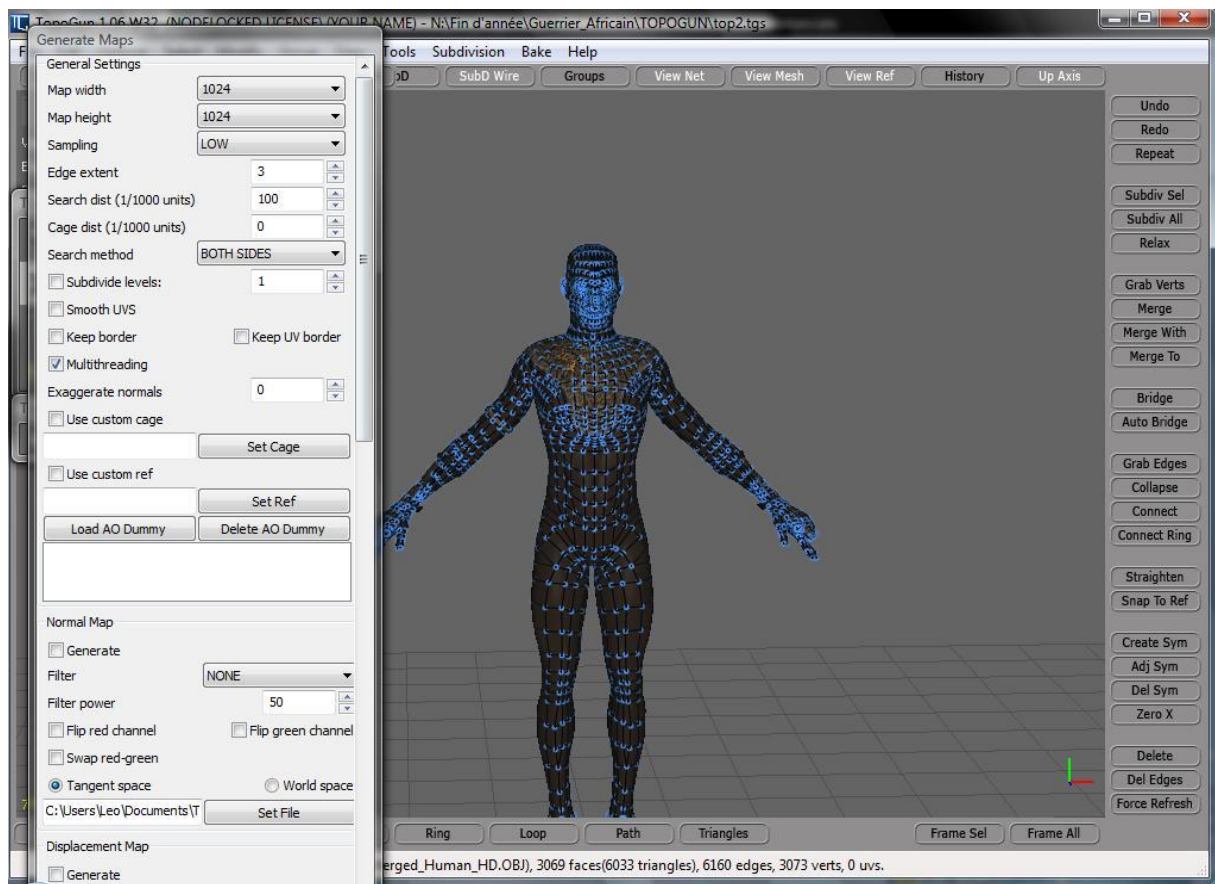 TopoGun 1.06 W32 (NODELOCKED LICENSE) (YOUR NAME) - N:\Fin d'année\Guerrier_Africain\TOPOGUN\top2.tgs
Generate Maps
Tools Subdivision Bake Help
SubD Wire Groups View Net View Mesh View Ref History Up Axis
General Settings
Map width 1024
Map height 1024
Sampling LOW
Edge extent 3
Search dist (1/1000 units) 100
Cage dist (1/1000 units) 0
Search method BOTH SIDES
Subdivide levels: 1
Smooth UVS
Keep border Keep UV border
Multithreading
Exaggerate normals 0
Use custom cage
Set Cage
Use custom ref
Set Ref
Load AO Dummy Delete AO Dummy
Normal Map
Generate
Filter NONE
Filter power 50
Flip red channel Flip green channel
Swap red-green
Tangent space World space
C:\Users\Leo\Documents\T Set File
Displacement Map
Generate
Undo
Redo
Repeat
Subdiv Sel
Subdiv All
Relax
Grab Verts
Merge
Merge With
Merge To
Bridge
Auto Bridge
Grab Edges
Collapse
Connect
Connect Ring
Straighten
Snap To Ref
Create Sym
Adj Sym
Del Sym
Zero X
Delete
Del Edges
Force Refresh
Ring Loop Path Triangles Frame Sel Frame All
erged_Human_HD.OBJ), 3069 faces(6033 triangles), 6160 edges, 3073 verts, 0 uvs.